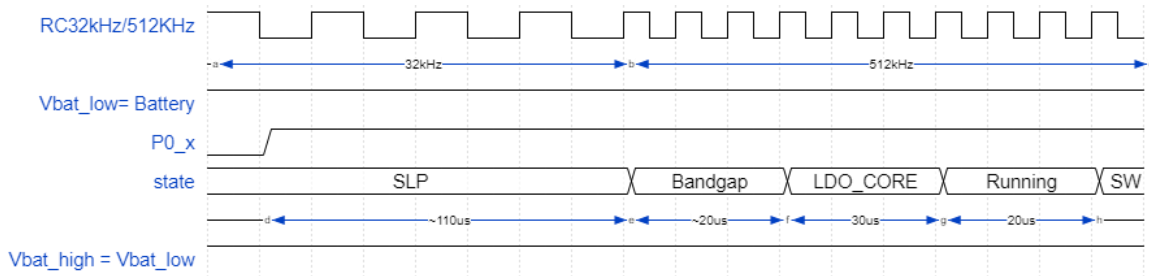 RC32kHz/512KHz
a 32kHz b 512kHz
Vbat_low= Battery
P0_x
state SLP Bandgap LDO_CORE Running SW
d ~110us e ~20us f 30us g 20us h
Vbat_high = Vbat_low